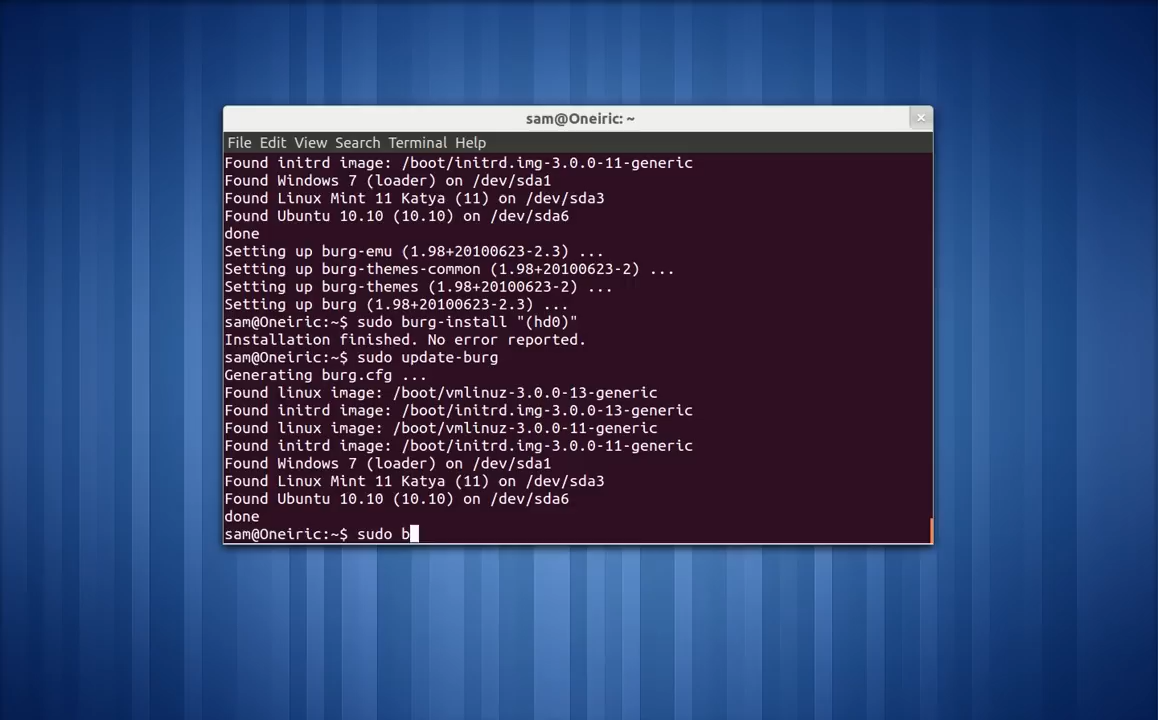 sam@Oneiric: ~
×
File Edit View Search Terminal Help
Found initrd image: /boot/initrd.img-3.0.0-11-generic
Found Windows 7 (loader) on /dev/sda1
Found Linux Mint 11 Katya (11) on /dev/sda3
Found Ubuntu 10.10 (10.10) on /dev/sda6
done
Setting up burg-emu (1.98+20100623-2.3) ...
Setting up burg-themes-common (1.98+20100623-2) ...
Setting up burg-themes (1.98+20100623-2) ...
Setting up burg (1.98+20100623-2.3) ...
sam@Oneiric:~$ sudo burg-install "(hd0)"
Installation finished. No error reported.
sam@Oneiric:~$ sudo update-burg
Generating burg.cfg ...
Found linux image: /boot/vmlinuz-3.0.0-13-generic
Found initrd image: /boot/initrd.img-3.0.0-13-generic
Found linux image: /boot/vmlinuz-3.0.0-11-generic
Found initrd image: /boot/initrd.img-3.0.0-11-generic
Found Windows 7 (loader) on /dev/sda1
Found Linux Mint 11 Katya (11) on /dev/sda3
Found Ubuntu 10.10 (10.10) on /dev/sda6
done
sam@Oneiric:~$ sudo b